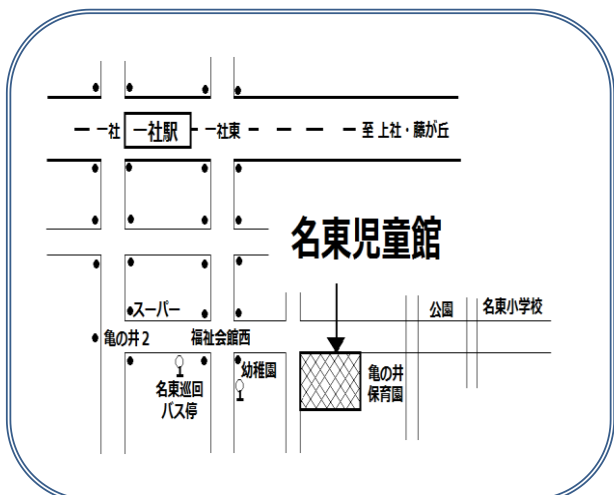 一社
一社駅
一社東
至 上社・藤が丘
名東児童館
スーパー
公園
名東小学校
亀の井2
福祉会館西
名東巡回
バス停
幼稚園
亀の井
保育園